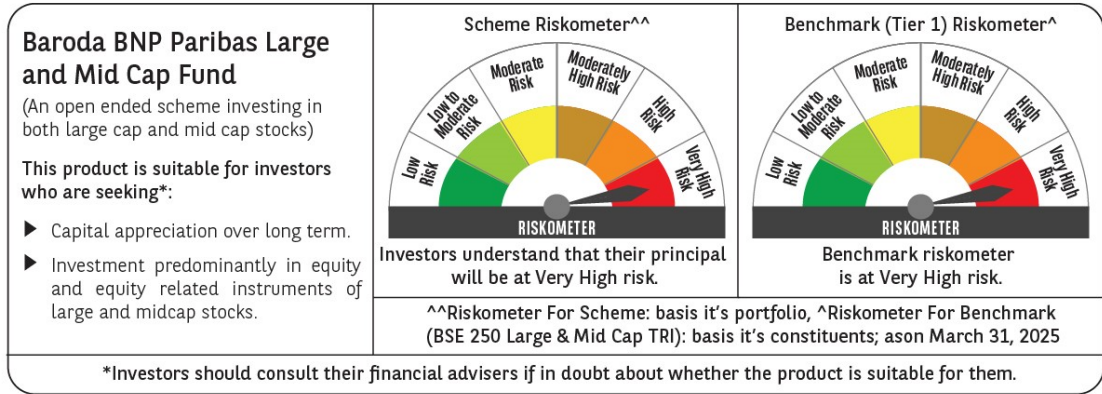 Baroda BNP Paribas Large
and Mid Cap Fund
(An open ended scheme investing in
both large cap and mid cap stocks)
This product is suitable for investors
who are seeking*:
▶ Capital appreciation over long term.
▶ Investment predominantly in equity
and equity related instruments of
large and midcap stocks.
Scheme Riskometer^^
Low
Risk
Low to
Moderate
Risk
Moderate
Risk
Moderately
High Risk
High
Risk
Very High
Risk
RISKOMETER
Investors understand that their principal
will be at Very High risk.
Benchmark (Tier 1) Riskometer^
Low
Risk
Low to
Moderate
Risk
Moderate
Risk
Moderately
High Risk
High
Risk
Very High
Risk
RISKOMETER
Benchmark riskometer
is at Very High risk.
^^Riskometer For Scheme: basis it's portfolio, ^Riskometer For Benchmark
(BSE 250 Large & Mid Cap TRI): basis it's constituents; ason March 31, 2025
*Investors should consult their financial advisers if in doubt about whether the product is suitable for them.